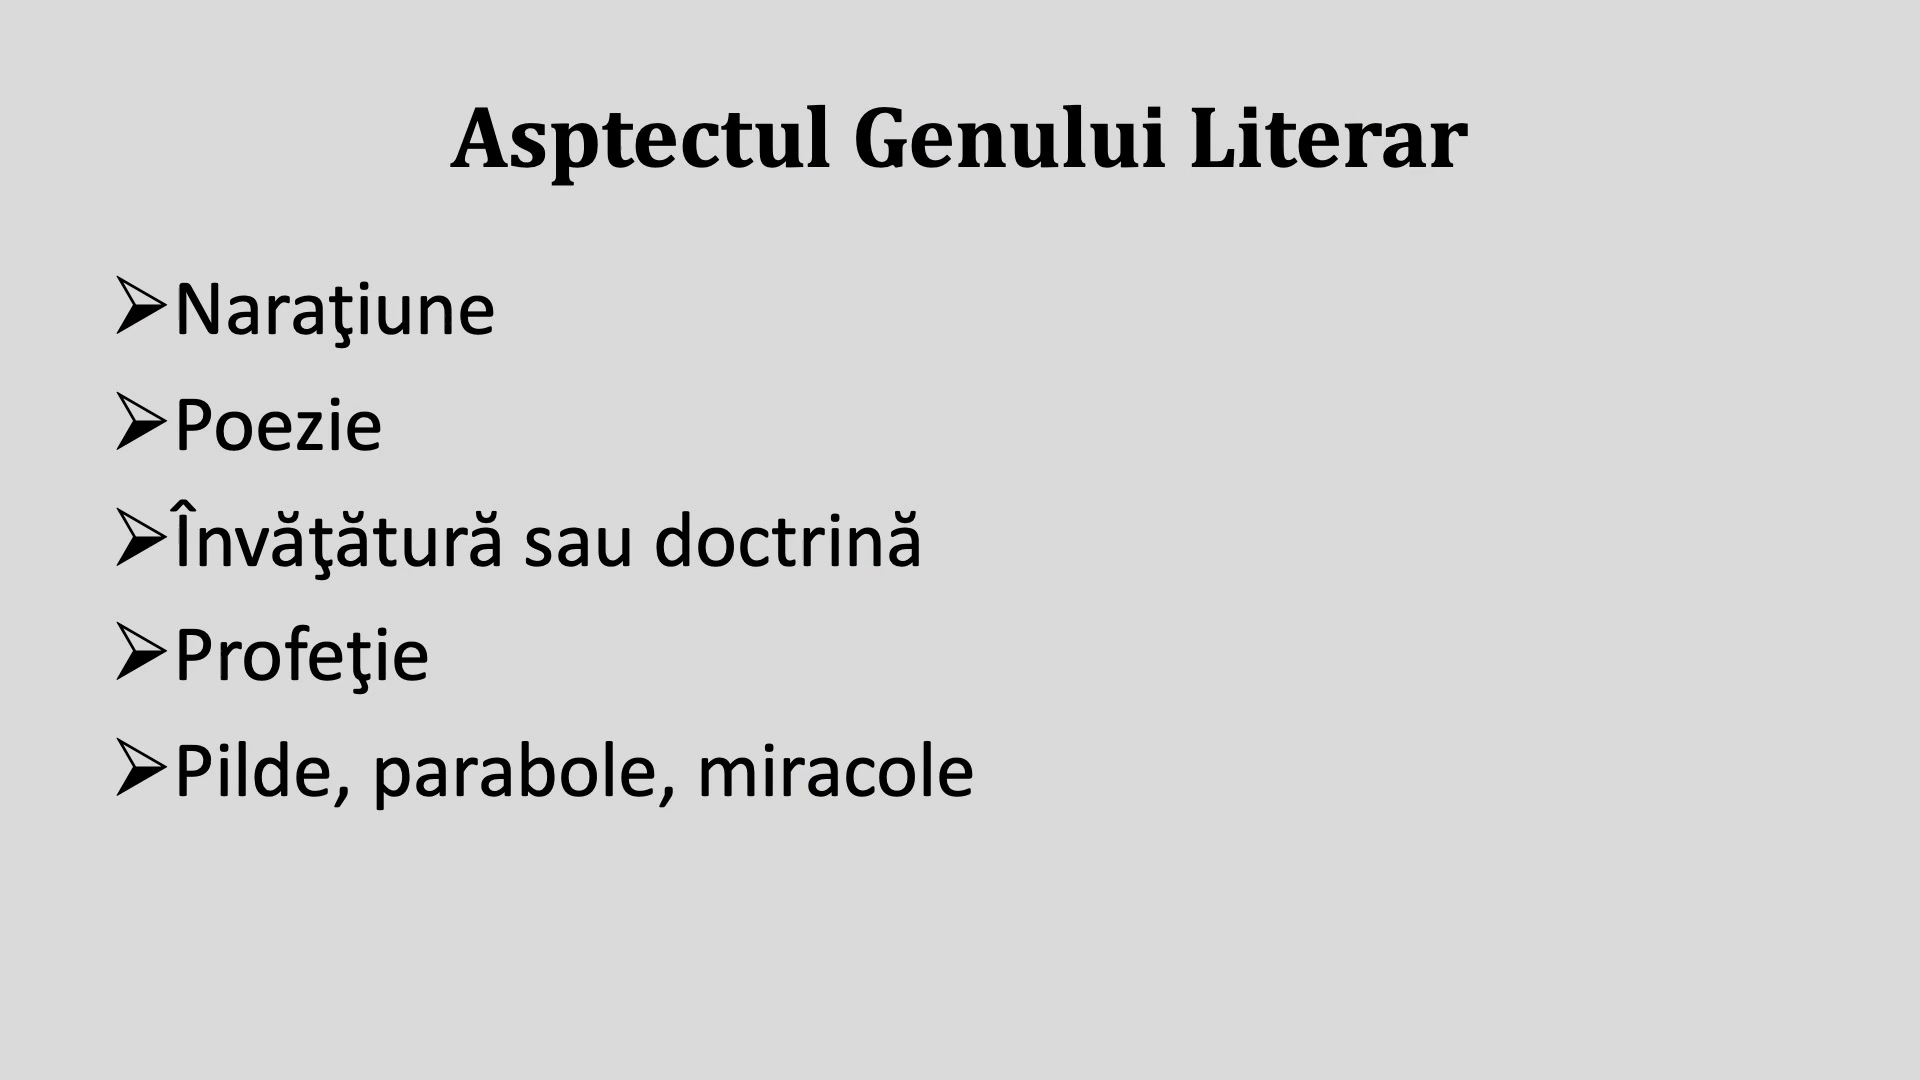 Asptectul Genului Literar
➢Naraţiune
➢Poezie
➢Învăţătură sau doctrină
➢Profeţie
➢Pilde, parabole, miracole